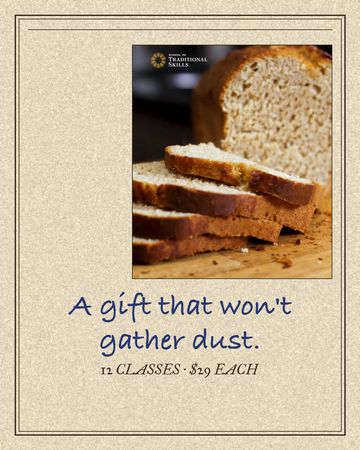 SCHOOL OF
TRADITIONAL
SKILLS
A gift that won't
gather dust.
12 CLASSES · $29 EACH